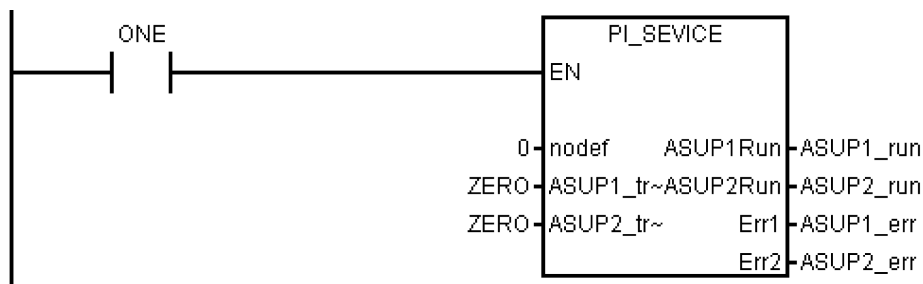 ONE
PI_SEVICE
EN
0 nodef ASUP1Run ASUP1_run
ZERO ASUP1_tr~ASUP2Run ASUP2_run
ZERO ASUP2_tr~ Err1 ASUP1_err
Err2 ASUP2_err